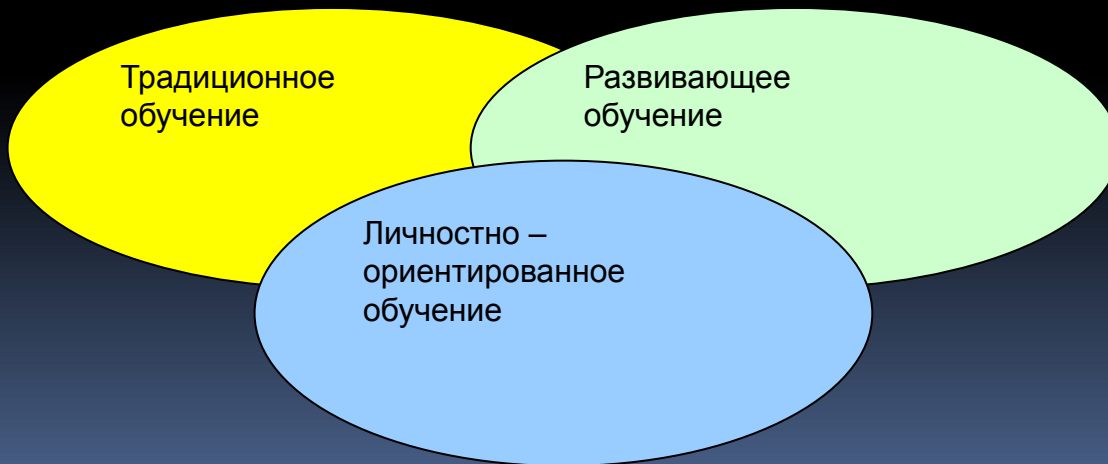 Традиционное
обучение
Развивающее
обучение
Личностно –
ориентированное
обучение